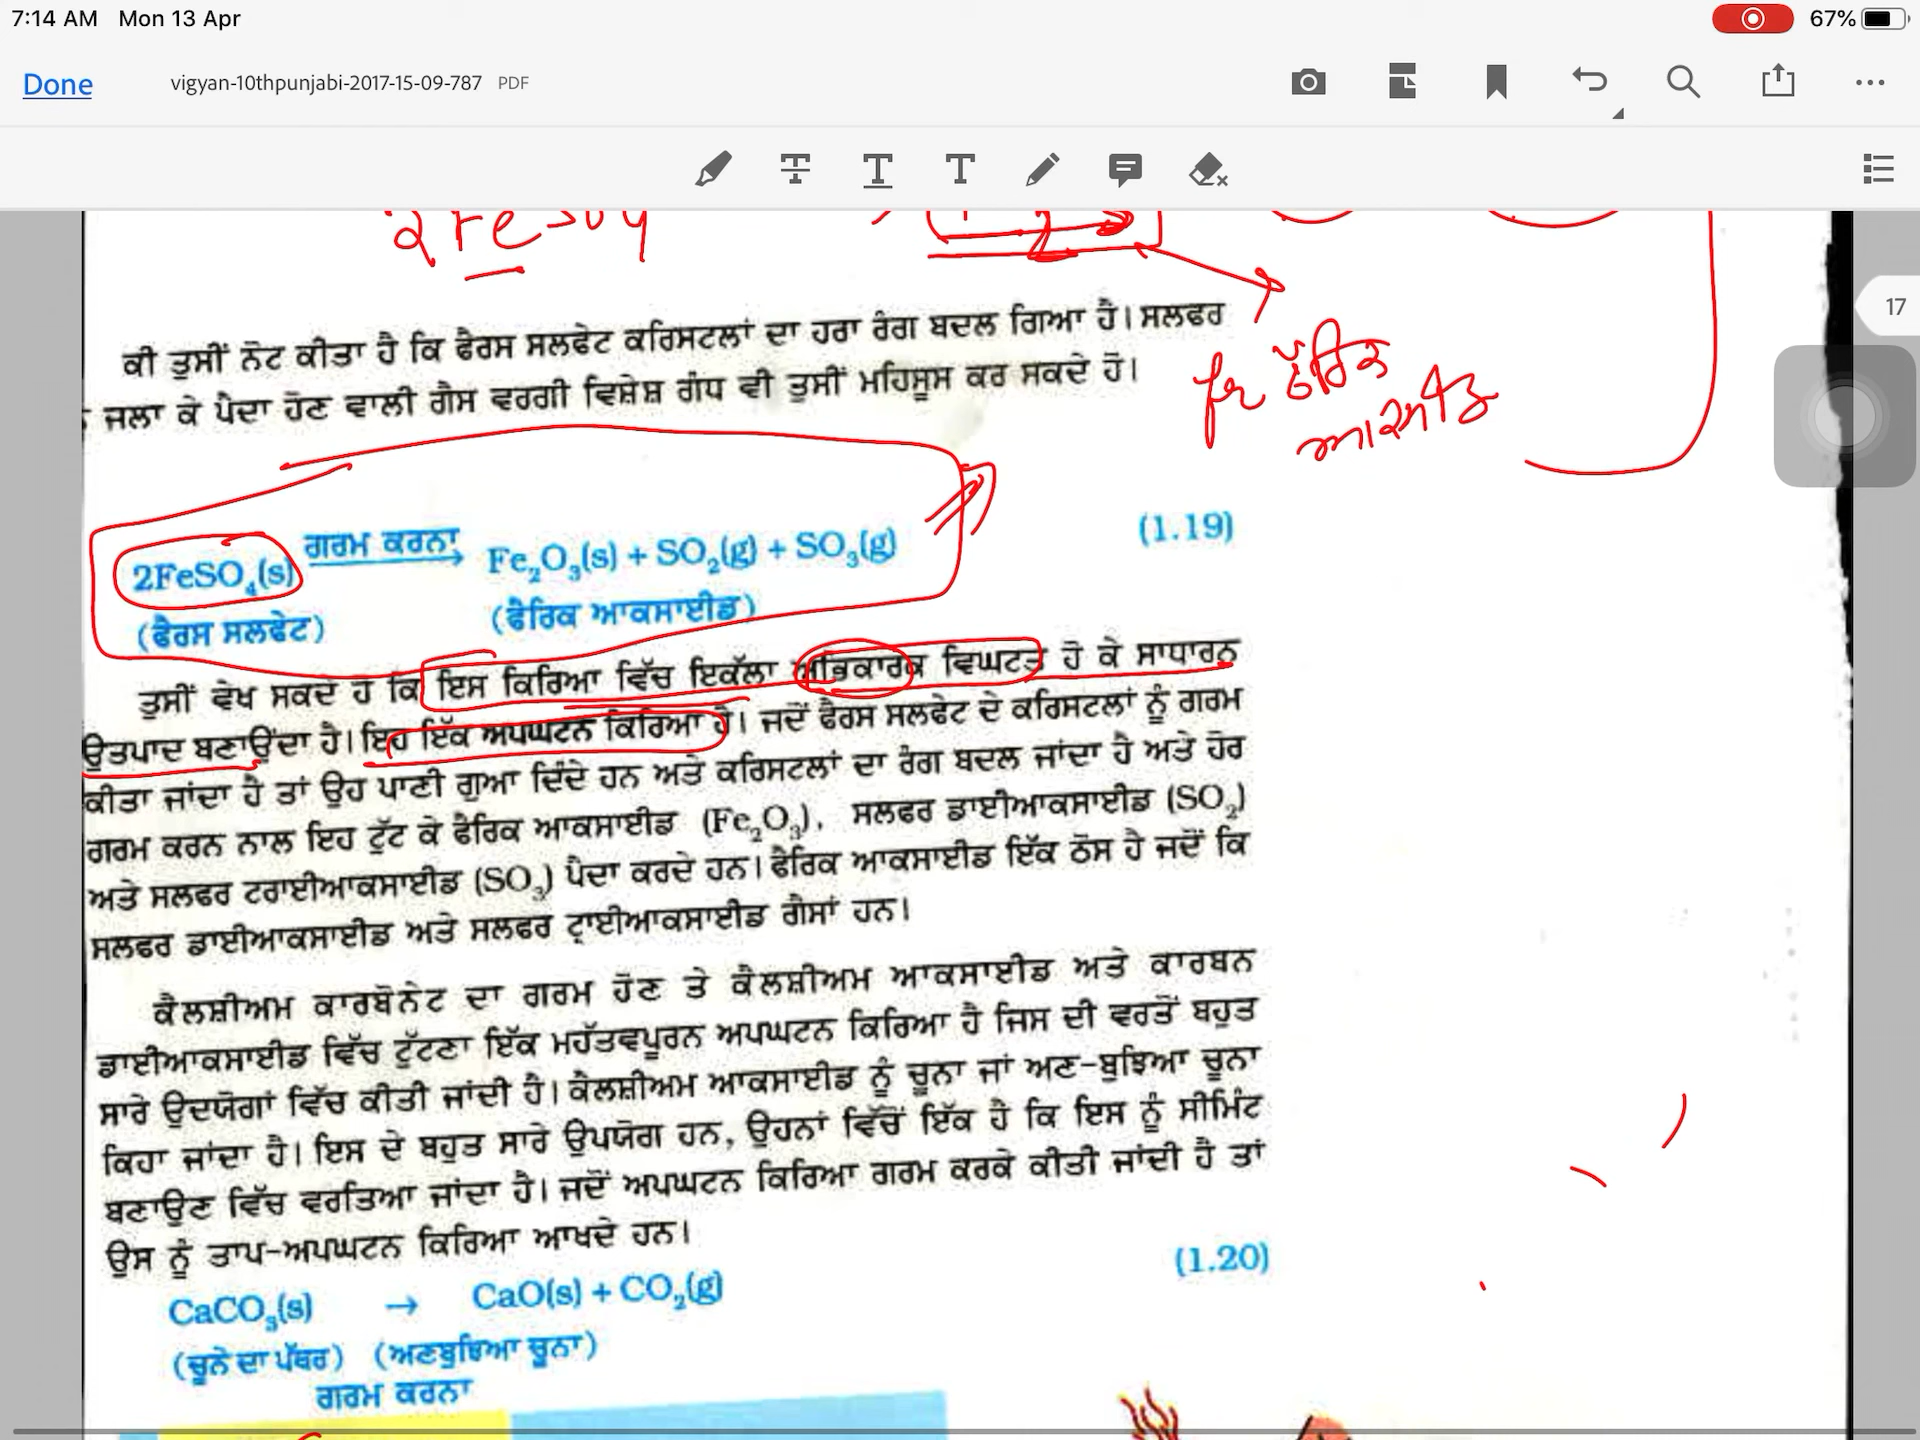 7:14 AM Mon 13 Apr
67%
Done
vigyan-10thpunjabi-2017-15-09-787 PDF
17
2FeSO4
ਕੀ ਤੁਸੀਂ ਨੋਟ ਕੀਤਾ ਹੈ ਕਿ ਫੈਰਸ ਸਲਫੇਟ ਕਰਿਸਟਲਾਂ ਦਾ ਹਰਾ ਰੰਗ ਬਦਲ ਗਿਆ ਹੈ। ਸਲਫਰ
ਜਲਾ ਕੇ ਪੈਦਾ ਹੋਣ ਵਾਲੀ ਗੈਸ ਵਰਗੀ ਵਿਸ਼ੇਸ਼ ਗੰਧ ਵੀ ਤੁਸੀਂ ਮਹਿਸੂਸ ਕਰ ਸਕਦੇ ਹੋ।
ਫੈਰਿਕ
2FeSO₄(s) ਗਰਮ ਕਰਨਾ → Fe₂O₃(s) + SO₂(g) + SO₃(g) (1.19)
(ਫੈਰਸ ਸਲਫੇਟ) (ਫੈਰਿਕ ਆਕਸਾਈਡ)
ਤੁਸੀਂ ਵੇਖ ਸਕਦੇ ਹੋ ਕਿ ਇਸ ਕਿਰਿਆ ਵਿੱਚ ਇਕੱਲਾ ਅਭਿਕਾਰਕ ਵਿਘਟਤ ਹੋ ਕੇ ਸਾਧਾਰਨ
ਉਤਪਾਦ ਬਣਾਉਂਦਾ ਹੈ। ਇਹ ਇੱਕ ਅਪਘਟਨ ਕਿਰਿਆ ਹੈ। ਜਦੋਂ ਫੈਰਸ ਸਲਫੇਟ ਦੇ ਕਰਿਸਟਲਾਂ ਨੂੰ ਗਰਮ
ਕੀਤਾ ਜਾਂਦਾ ਹੈ ਤਾਂ ਉਹ ਪਾਣੀ ਗੁਆ ਦਿੰਦੇ ਹਨ ਅਤੇ ਕਰਿਸਟਲਾਂ ਦਾ ਰੰਗ ਬਦਲ ਜਾਂਦਾ ਹੈ ਅਤੇ ਹੋਰ
ਗਰਮ ਕਰਨ ਨਾਲ ਇਹ ਟੁੱਟ ਕੇ ਫੈਰਿਕ ਆਕਸਾਈਡ (Fe₂O₃), ਸਲਫਰ ਡਾਈਆਕਸਾਈਡ (SO₂)
ਅਤੇ ਸਲਫਰ ਟਰਾਈਆਕਸਾਈਡ (SO₃) ਪੈਦਾ ਕਰਦੇ ਹਨ। ਫੈਰਿਕ ਆਕਸਾਈਡ ਇੱਕ ਠੋਸ ਹੈ ਜਦੋਂ ਕਿ
ਸਲਫਰ ਡਾਈਆਕਸਾਈਡ ਅਤੇ ਸਲਫਰ ਟ੍ਰਾਈਆਕਸਾਈਡ ਗੈਸਾਂ ਹਨ।
ਕੈਲਸ਼ੀਅਮ ਕਾਰਬੋਨੇਟ ਦਾ ਗਰਮ ਹੋਣ ਤੇ ਕੈਲਸ਼ੀਅਮ ਆਕਸਾਈਡ ਅਤੇ ਕਾਰਬਨ
ਡਾਈਆਕਸਾਈਡ ਵਿੱਚ ਟੁੱਟਣਾ ਇੱਕ ਮਹੱਤਵਪੂਰਨ ਅਪਘਟਨ ਕਿਰਿਆ ਹੈ ਜਿਸ ਦੀ ਵਰਤੋਂ ਬਹੁਤ
ਸਾਰੇ ਉਦਯੋਗਾਂ ਵਿੱਚ ਕੀਤੀ ਜਾਂਦੀ ਹੈ। ਕੈਲਸ਼ੀਅਮ ਆਕਸਾਈਡ ਨੂੰ ਚੂਨਾ ਜਾਂ ਅਣ-ਬੁਝਿਆ ਚੂਨਾ
ਕਿਹਾ ਜਾਂਦਾ ਹੈ। ਇਸ ਦੇ ਬਹੁਤ ਸਾਰੇ ਉਪਯੋਗ ਹਨ, ਉਹਨਾਂ ਵਿੱਚੋਂ ਇੱਕ ਹੈ ਕਿ ਇਸ ਨੂੰ ਸੀਮਿੰਟ
ਬਣਾਉਣ ਵਿੱਚ ਵਰਤਿਆ ਜਾਂਦਾ ਹੈ। ਜਦੋਂ ਅਪਘਟਨ ਕਿਰਿਆ ਗਰਮ ਕਰਕੇ ਕੀਤੀ ਜਾਂਦੀ ਹੈ ਤਾਂ
ਉਸ ਨੂੰ ਤਾਪ-ਅਪਘਟਨ ਕਿਰਿਆ ਆਖਦੇ ਹਨ।
CaCO₃(s) → CaO(s) + CO₂(g) (1.20)
(ਚੂਨੇ ਦਾ ਪੱਥਰ) (ਅਣਬੁਝਿਆ ਚੂਨਾ)
ਗਰਮ ਕਰਨਾ